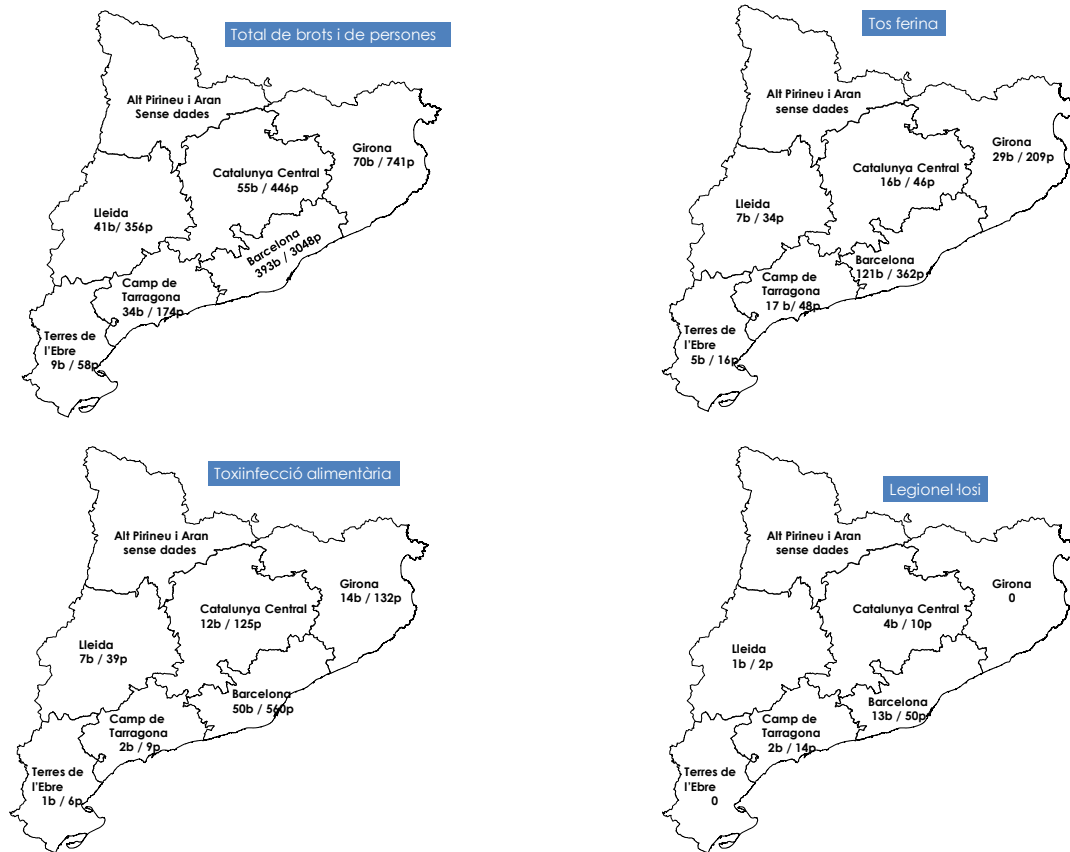 Total de brots i de persones
Alt Pirineu i Aran
Sense dades
Girona
70b / 741p
Catalunya Central
55b / 446p
Lleida
41b/ 356p
Barcelona
393b / 3048p
Camp de
Tarragona
34b / 174p
Terres de
l'Ebre
9b / 58p
Tos ferina
Alt Pirineu i Aran
sense dades
Girona
29b / 209p
Catalunya Central
16b / 46p
Lleida
7b / 34p
Barcelona
121b / 362p
Camp de
Tarragona
17 b/ 48p
Terres de
l'Ebre
5b / 16p
Toxiinfecció alimentària
Alt Pirineu i Aran
sense dades
Girona
14b / 132p
Catalunya Central
12b / 125p
Lleida
7b / 39p
Barcelona
50b / 560p
Camp de
Tarragona
2b / 9p
Terres de
l'Ebre
1b / 6p
Legionel·losi
Alt Pirineu i Aran
sense dades
Girona
0
Catalunya Central
4b / 10p
Lleida
1b / 2p
Barcelona
13b / 50p
Camp de
Tarragona
2b / 14p
Terres de
l'Ebre
0